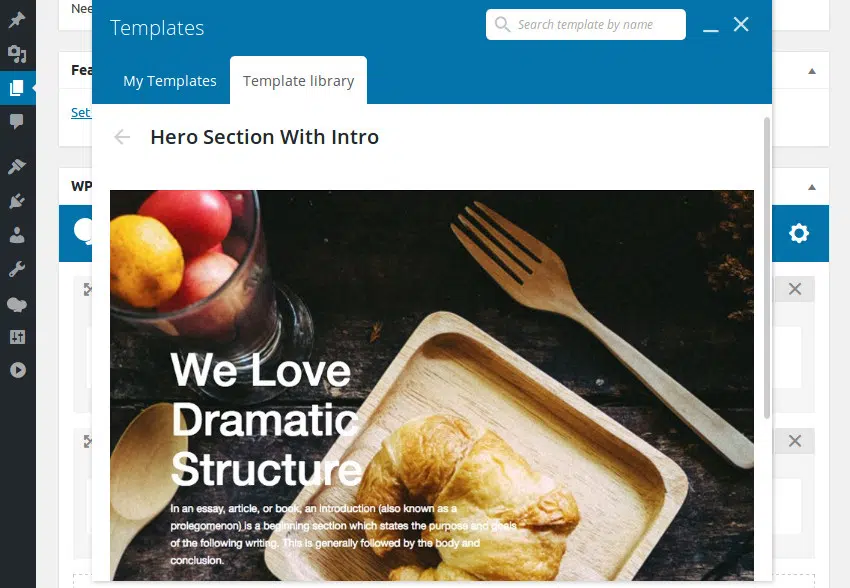 Nee
Templates
Search template by name
Fea
My Templates
Template library
Set
Hero Section With Intro
WP
We Love
Dramatic
Structure
In an essay, article, or book, an introduction (also known as a
prolegomenon) is a beginning section which states the purpose and goals
of the following writing. This is generally followed by the body and
conclusion.